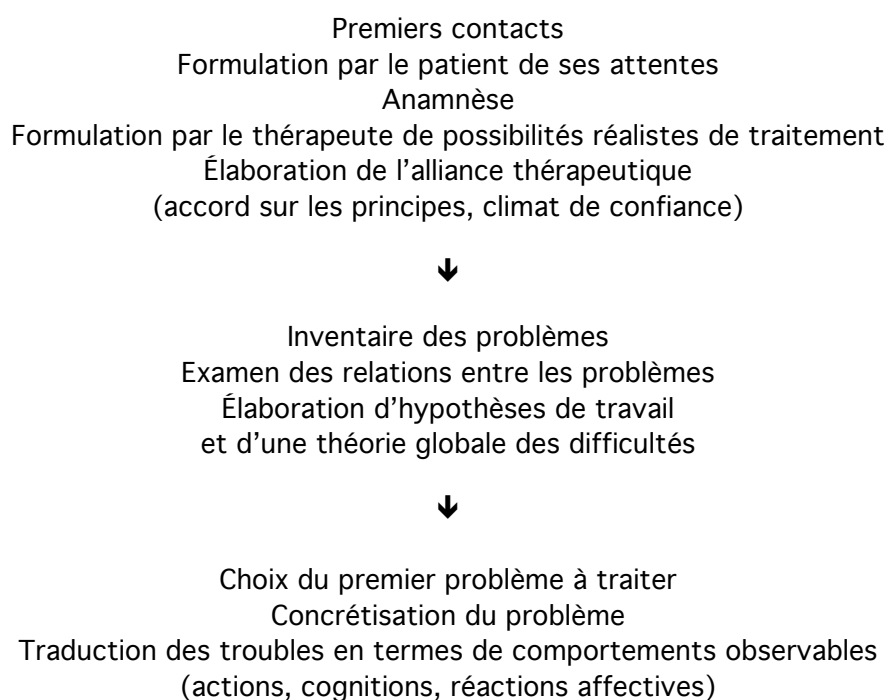 Premiers contacts
Formulation par le patient de ses attentes
Anamnèse
Formulation par le thérapeute de possibilités réalistes de traitement
Élaboration de l’alliance thérapeutique
(accord sur les principes, climat de confiance)
Inventaire des problèmes
Examen des relations entre les problèmes
Élaboration d’hypothèses de travail
et d’une théorie globale des difficultés
Choix du premier problème à traiter
Concrétisation du problème
Traduction des troubles en termes de comportements observables
(actions, cognitions, réactions affectives)